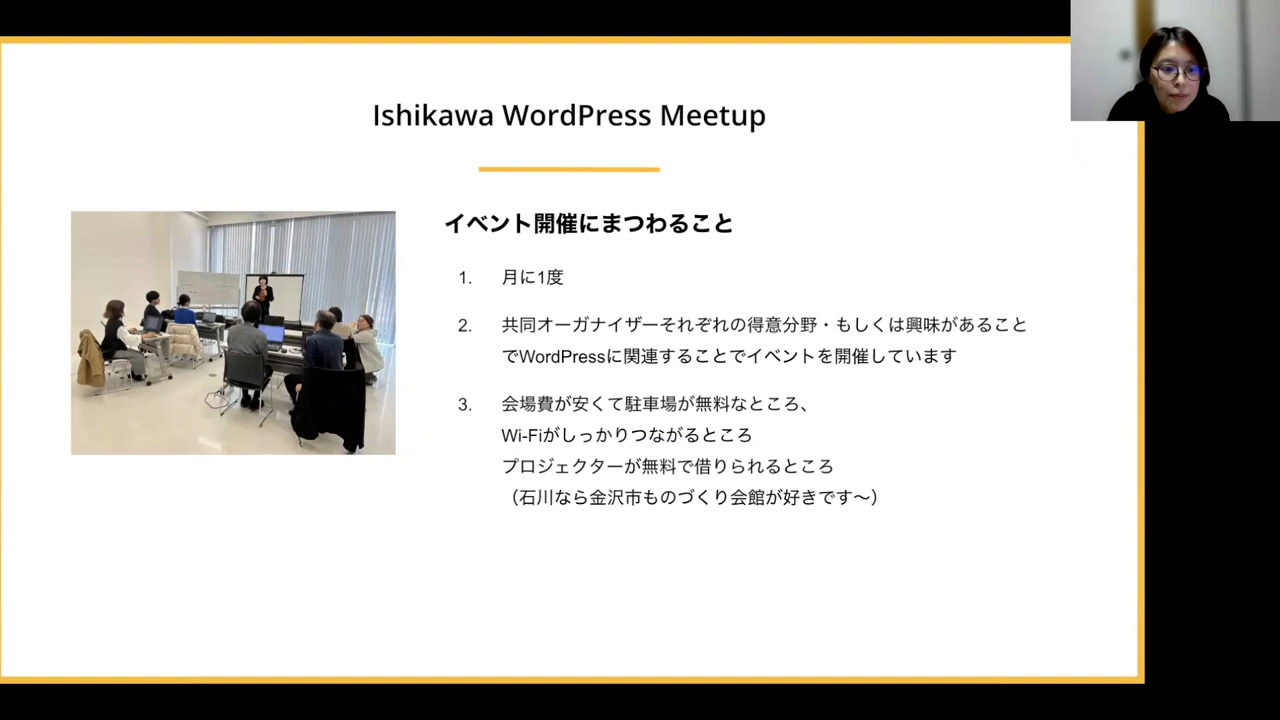 Ishikawa WordPress Meetup
イベント開催にまつわること
1. 月に1度
2. 共同オーガナイザーそれぞれの得意分野・もしくは興味があること
でWordPressに関連することでイベントを開催しています
3. 会場費が安くて駐車場が無料なところ、
Wi-Fiがしっかりつながるところ
プロジェクターが無料で借りられるところ
（石川なら金沢市ものづくり会館が好きです〜）